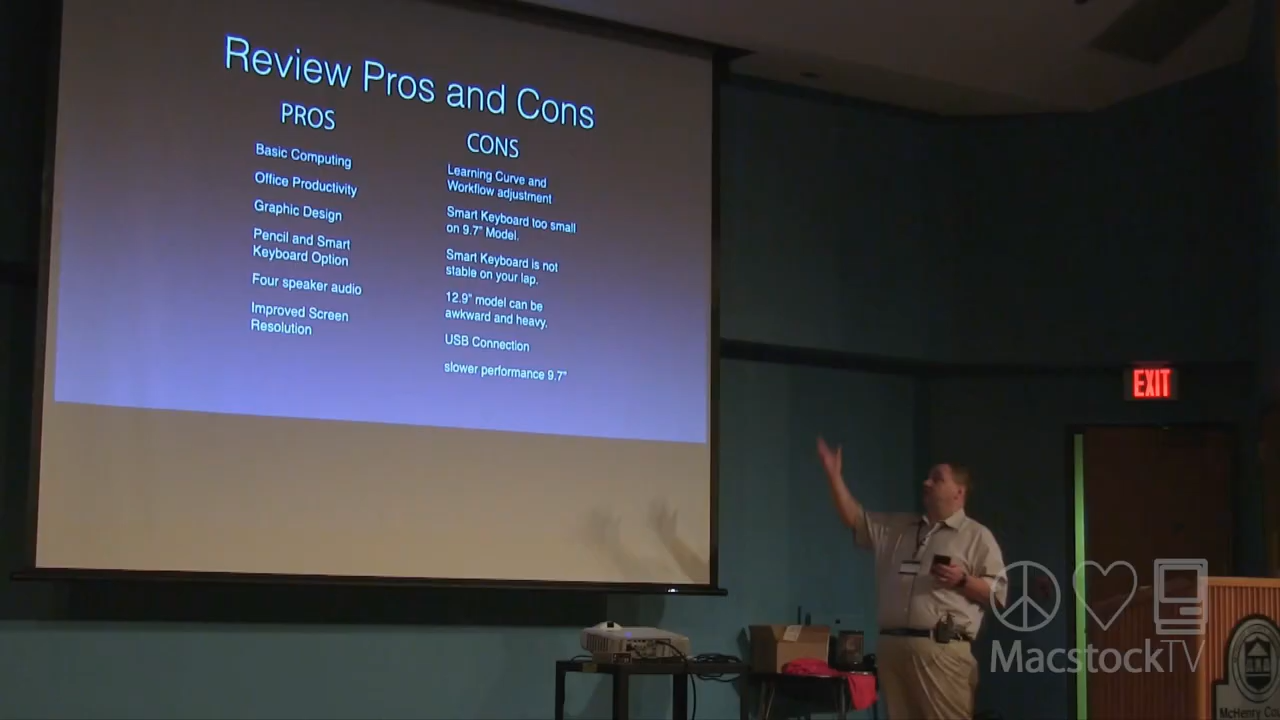 Review Pros and Cons
PROS
Basic Computing
Office Productivity
Graphic Design
Pencil and Smart
Keyboard Option
Four speaker audio
Improved Screen
Resolution
CONS
Learning Curve and
Workflow adjustment
Smart Keyboard too small
on 9.7" Model.
Smart Keyboard is not
stable on your lap.
12.9" model can be
awkward and heavy.
USB Connection
slower performance 9.7"
EXIT
MacstockTV
McHenry